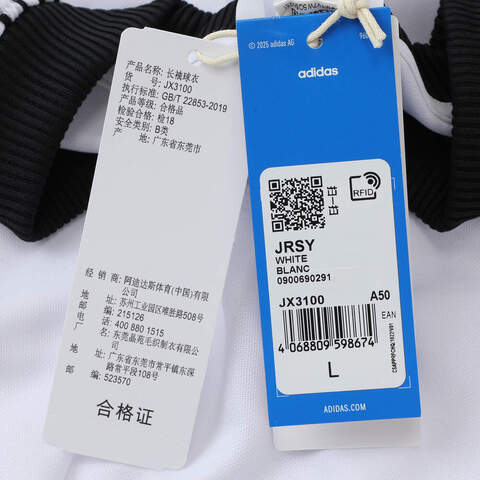 产品名称: 长袖球衣
货 号: JX3100
执行标准: GB/T 22853-2019
产品等级: 合格品
检验合格: 检18
安全类别: B类
产 地: 广东省东莞市
经 销 商: 阿迪达斯体育(中国)有限公司
地 址: 苏州工业园区唯胜路508号
邮 编: 215126
电 话: 400 880 1515
厂 名: 东莞晶苑毛织制衣有限公司
地 址: 广东省东莞市常平镇东深路常平段108号
邮 编: 523570
合格证
© 2025 adidas AG
adidas
RFID
JRSY
WHITE
BLANC
0900690291
JX3100 A50
EAN
4 068809 598674
L
ADIDAS.COM